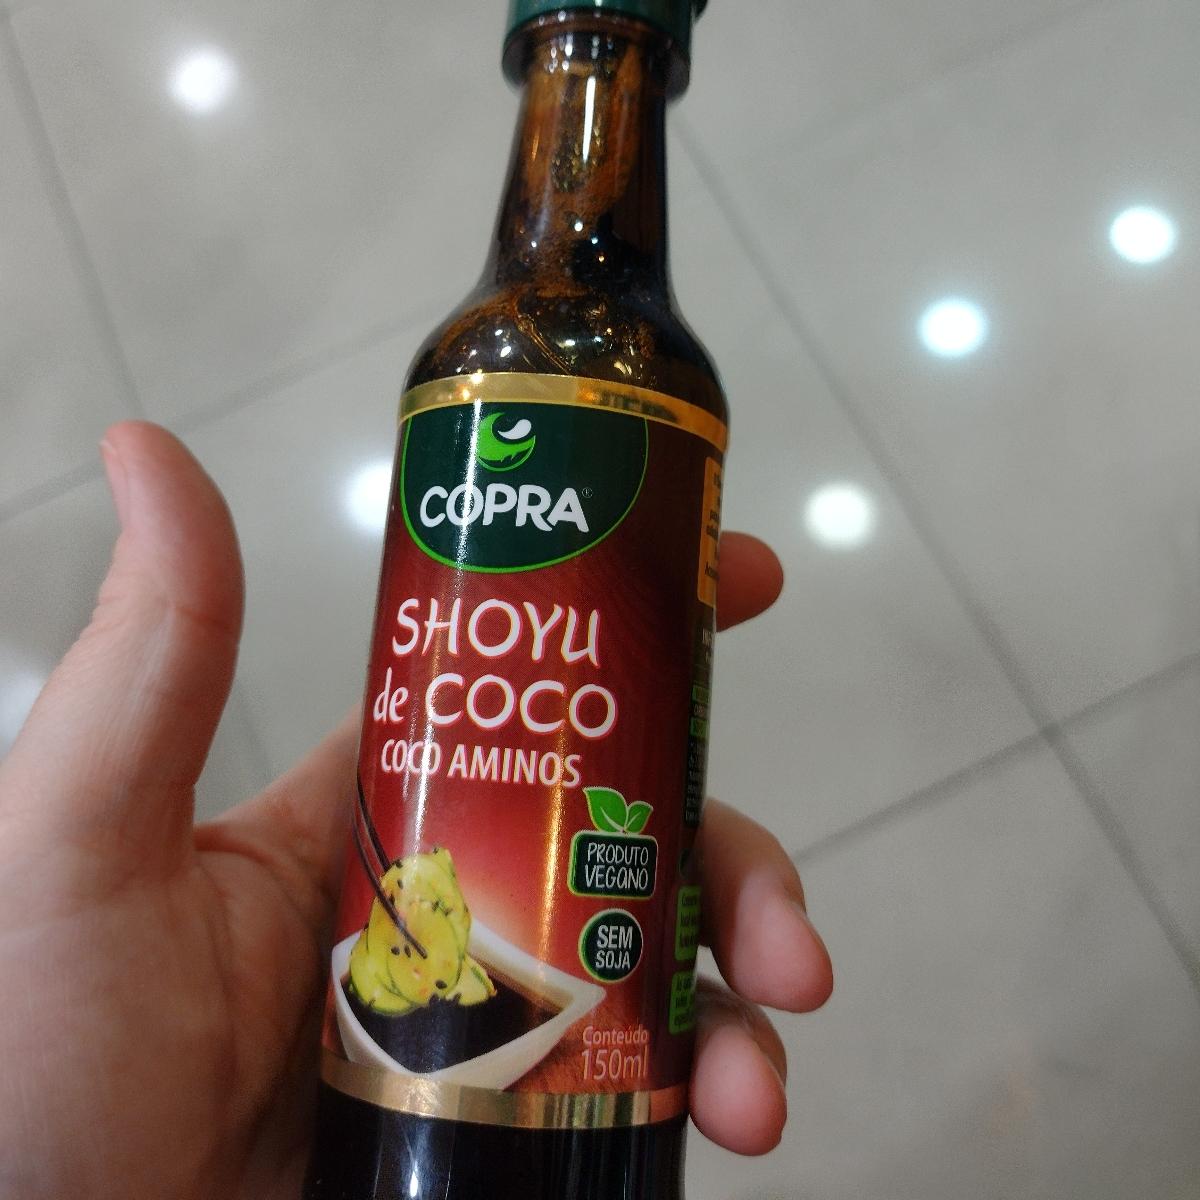 COPRA®
SHOYU
de COCO
COCO AMINOS
PRODUTO
VEGANO
SEM
SOJA
Conteúdo
150ml